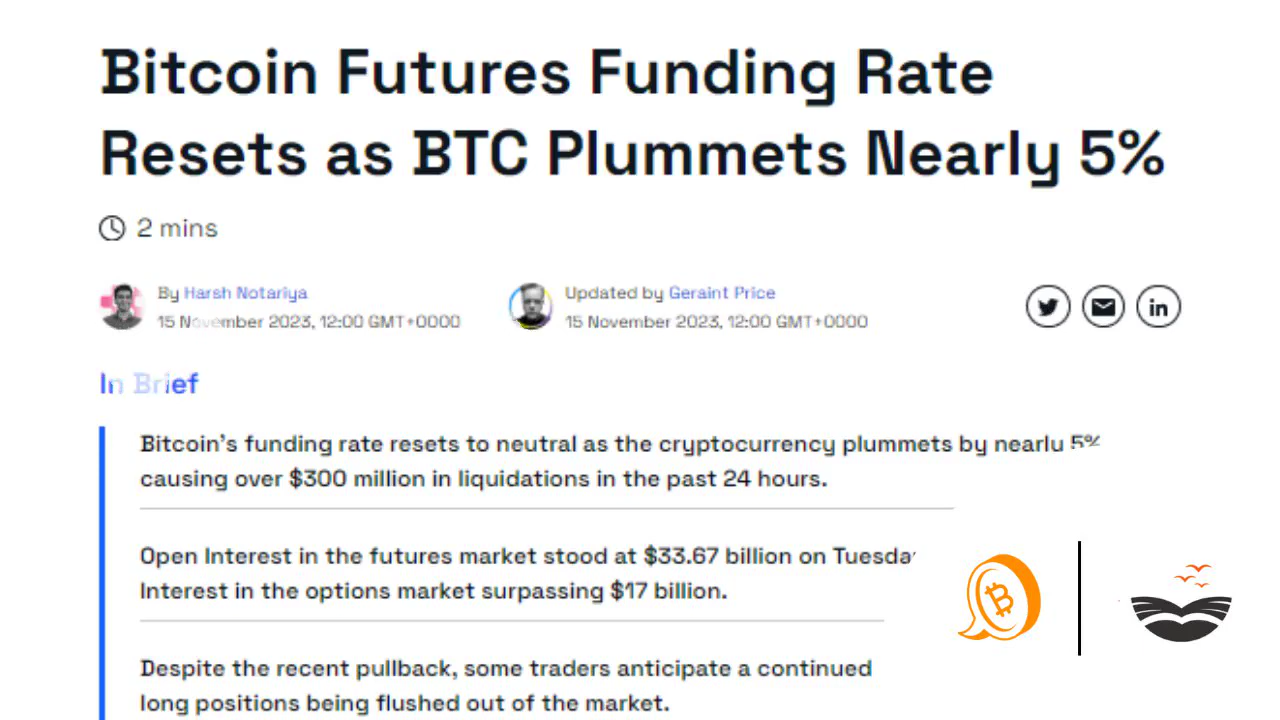 Bitcoin Futures Funding Rate
Resets as BTC Plummets Nearly 5%
2 mins
By Harsh Notariya
15 November 2023, 12:00 GMT+0000
Updated by Geraint Price
15 November 2023, 12:00 GMT+0000
In Brief
Bitcoin's funding rate resets to neutral as the cryptocurrency plummets by nearly 5%
causing over $300 million in liquidations in the past 24 hours.
Open Interest in the futures market stood at $33.67 billion on
Interest in the options market surpassing $17 billion.
Despite the recent pullback, some traders anticipate a continued
long positions being flushed out of the market.